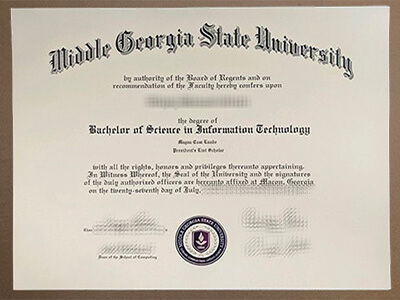 Middle Georgia State University
by authority of the Board of Regents and on
recommendation of the Faculty hereby confers upon
the degree of
Bachelor of Science in Information Technology
Magna Cum Laude
President's List Scholar
with all the rights, honors and privileges thereunto appertaining.
In Witness Whereof, the Seal of the University and the signatures
of the duly authorized officers are hereunto affixed at Macon, Georgia
on the twenty-seventh day of July,
MIDDLE GEORGIA STATE UNIVERSITY
Dean of the School of Computing